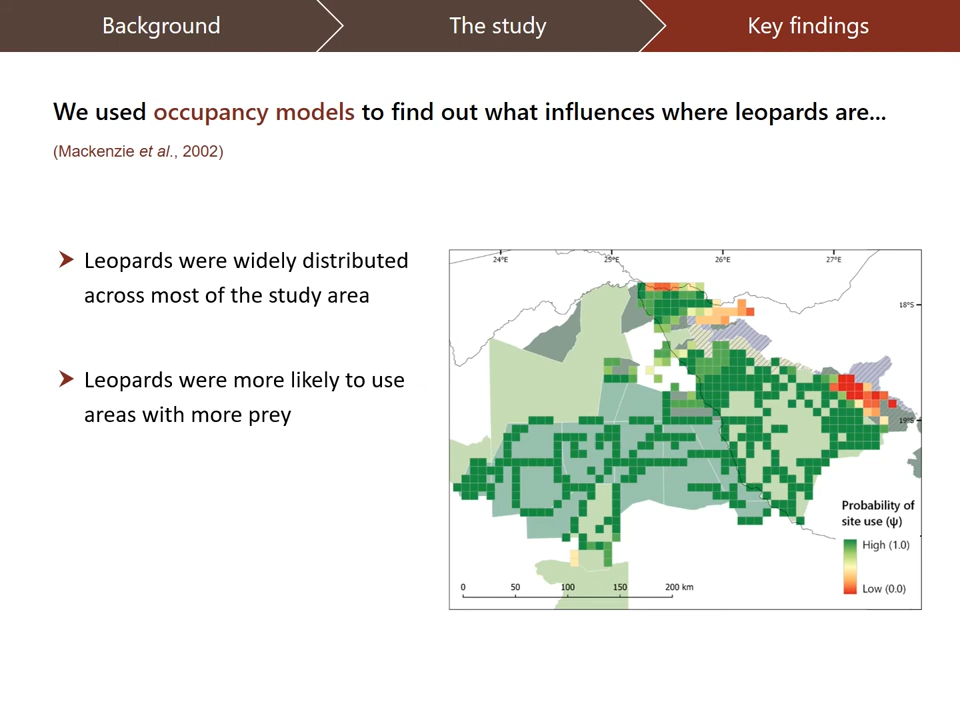 Background
The study
Key findings
We used occupancy models to find out what influences where leopards are...
(Mackenzie et al., 2002)
➤ Leopards were widely distributed
across most of the study area
➤ Leopards were more likely to use
areas with more prey
24°E
25°E
26°E
27°E
18°S
19°S
Probability of
site use (ψ)
High (1.0)
Low (0.0)
0 50 100 150 200 km